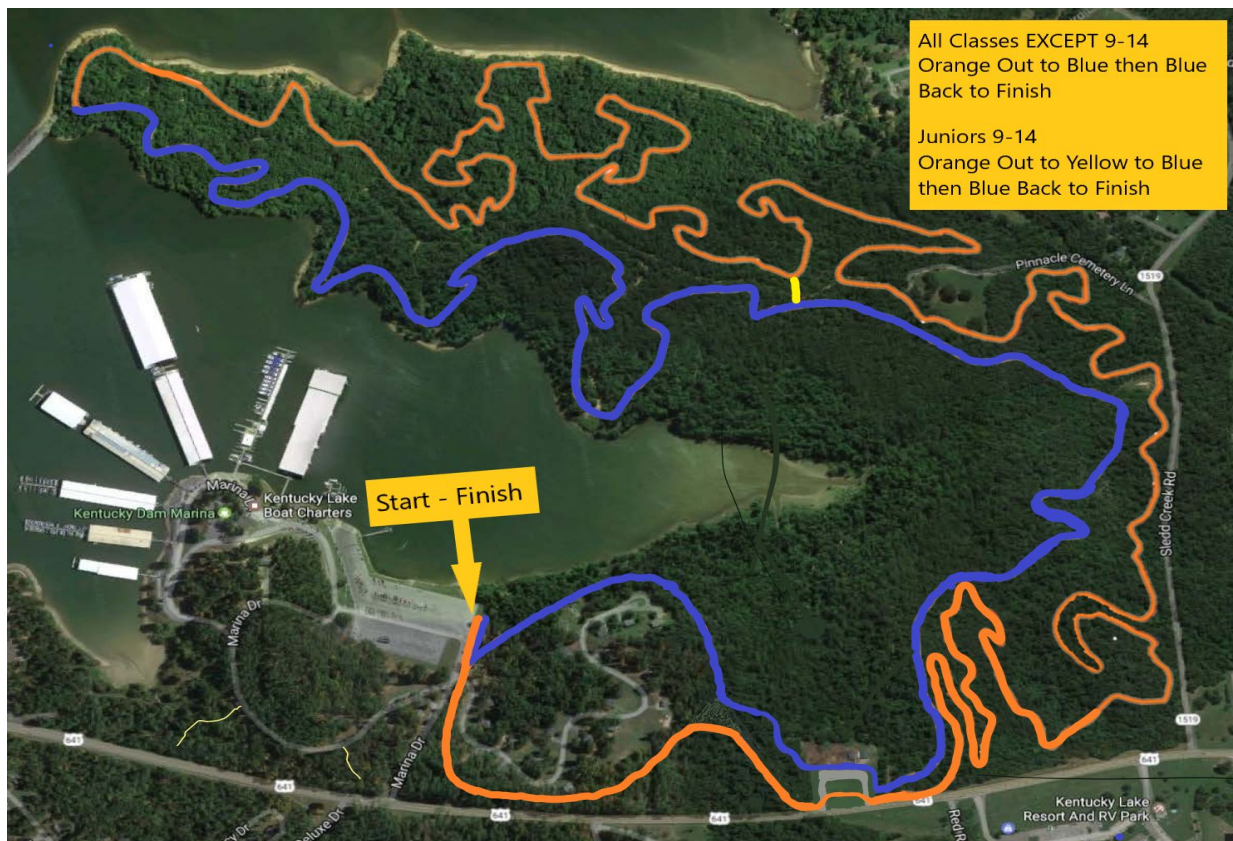 All Classes EXCEPT 9-14
Orange Out to Blue then Blue
Back to Finish
Juniors 9-14
Orange Out to Yellow to Blue
then Blue Back to Finish
Pinnacle Cemetery Ln
1519
Marina
Kentucky Lake
Boat Charters
Kentucky Dam Marina
Start - Finish
Sledd Creek Rd
Marina Dr
1519
641
Marina Dr
641
641
641
641
641
Kentucky Lake
Resort And RV Park